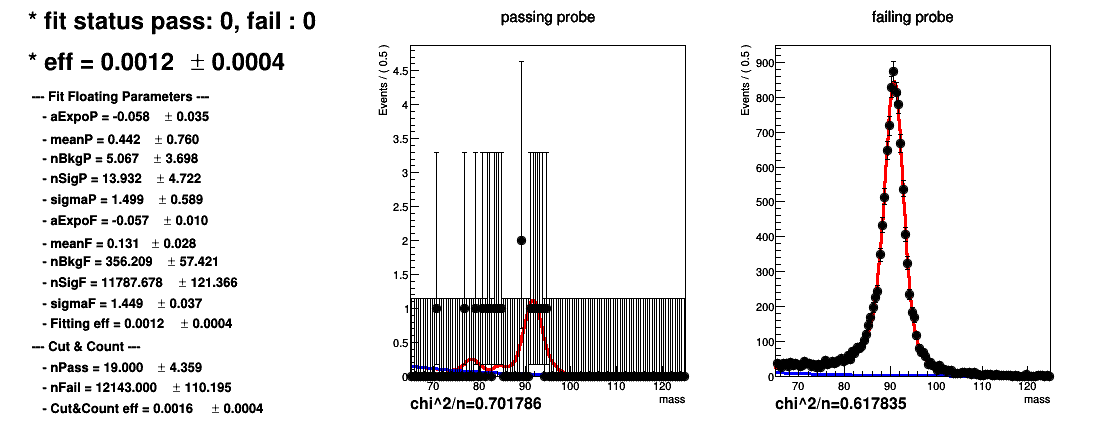 * fit status pass: 0, fail : 0
* eff = 0.0012 ± 0.0004
--- Fit Floating Parameters ---
- aExpoP = -0.058 ± 0.035
- meanP = 0.442 ± 0.760
- nBkgP = 5.067 ± 3.698
- nSigP = 13.932 ± 4.722
- sigmaP = 1.499 ± 0.589
- aExpoF = -0.057 ± 0.010
- meanF = 0.131 ± 0.028
- nBkgF = 356.209 ± 57.421
- nSigF = 11787.678 ± 121.366
- sigmaF = 1.449 ± 0.037
- Fitting eff = 0.0012 ± 0.0004
--- Cut & Count ---
- nPass = 19.000 ± 4.359
- nFail = 12143.000 ± 110.195
- Cut&Count eff = 0.0016 ± 0.0004
passing probe
Events / ( 0.5 )
4.5
4
3.5
3
2.5
2
1.5
1
0.5
0
70 80 90 100 110 120
mass
chi^2/n=0.701786
failing probe
Events / ( 0.5 )
900
800
700
600
500
400
300
200
100
0
70 80 90 100 110 120
mass
chi^2/n=0.617835